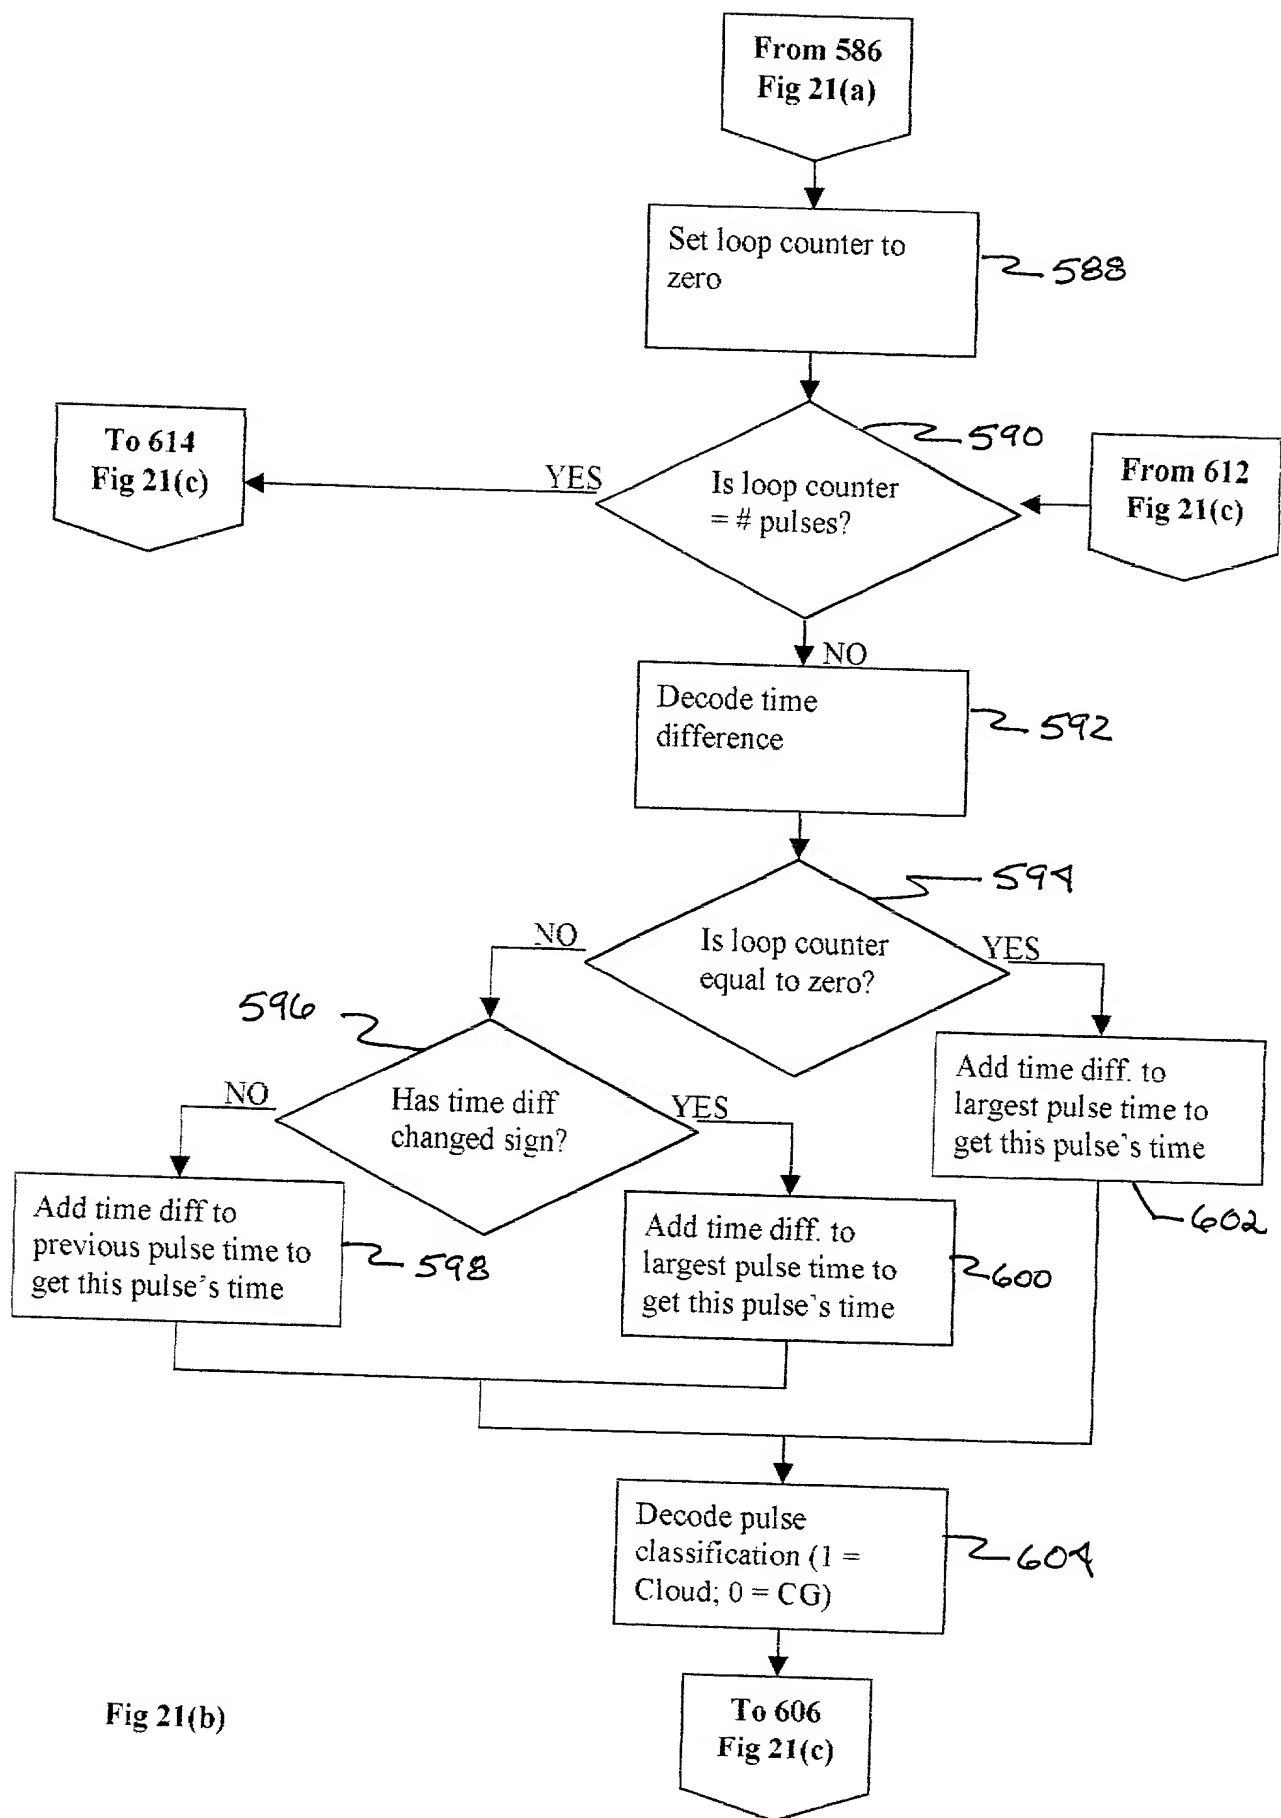 From 586
Fig 21(a)
Set loop counter to
zero
588
To 614
Fig 21(c)
YES
Is loop counter
= # pulses?
590
From 612
Fig 21(c)
NO
Decode time
difference
592
594
NO
Is loop counter
equal to zero?
YES
596
NO
Has time diff
changed sign?
YES
Add time diff. to
largest pulse time to
get this pulse's time
602
Add time diff to
previous pulse time to
get this pulse's time
598
Add time diff. to
largest pulse time to
get this pulse's time
600
Decode pulse
classification (1 =
Cloud; 0 = CG)
604
To 606
Fig 21(c)
Fig 21(b)